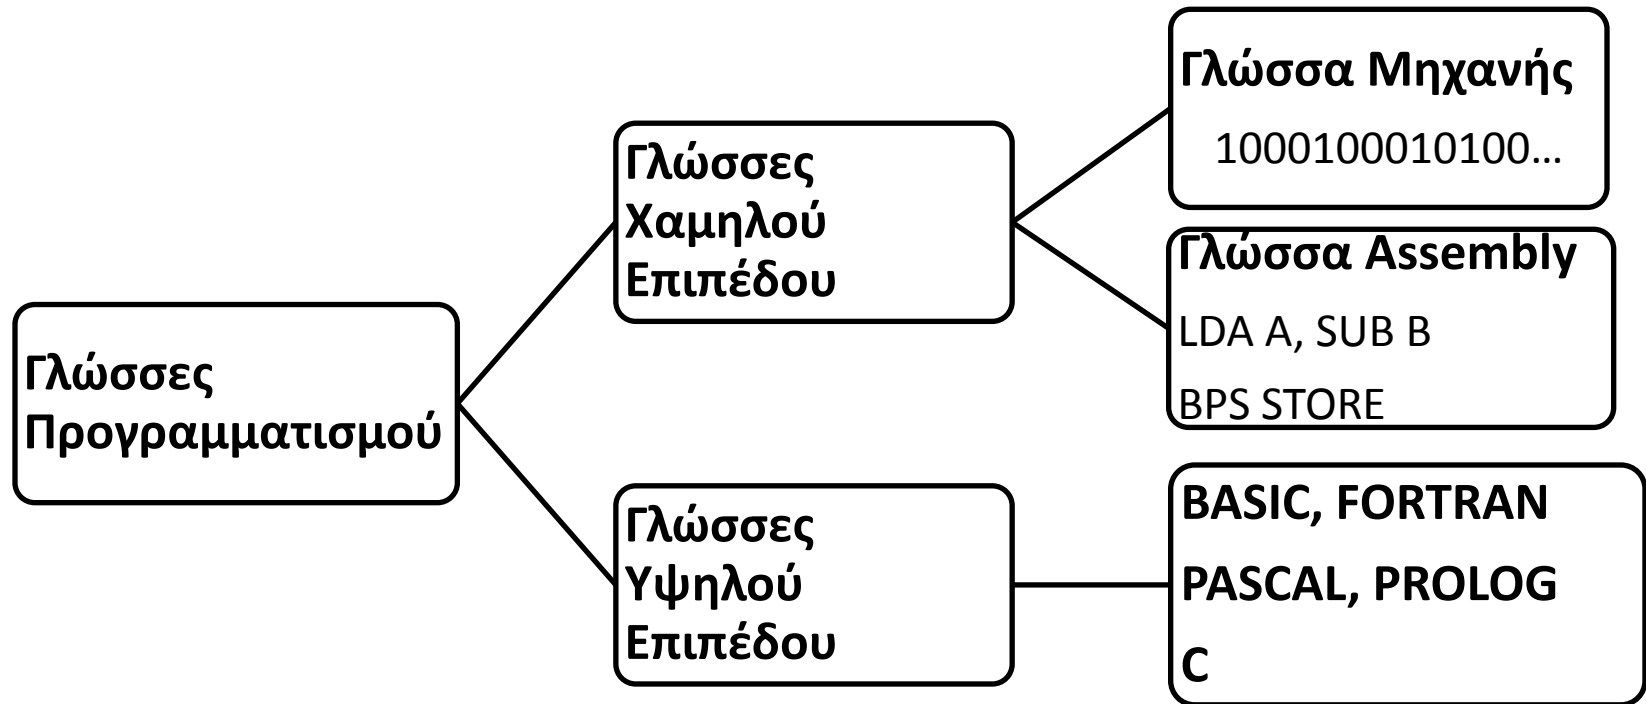 Γλώσσες
Προγραμματισμού
Γλώσσες
Χαμηλού
Επιπέδου
Γλώσσα Μηχανής
1000100010100...
Γλώσσα Assembly
LDA A, SUB B
BPS STORE
Γλώσσες
Υψηλού
Επιπέδου
BASIC, FORTRAN
PASCAL, PROLOG
C